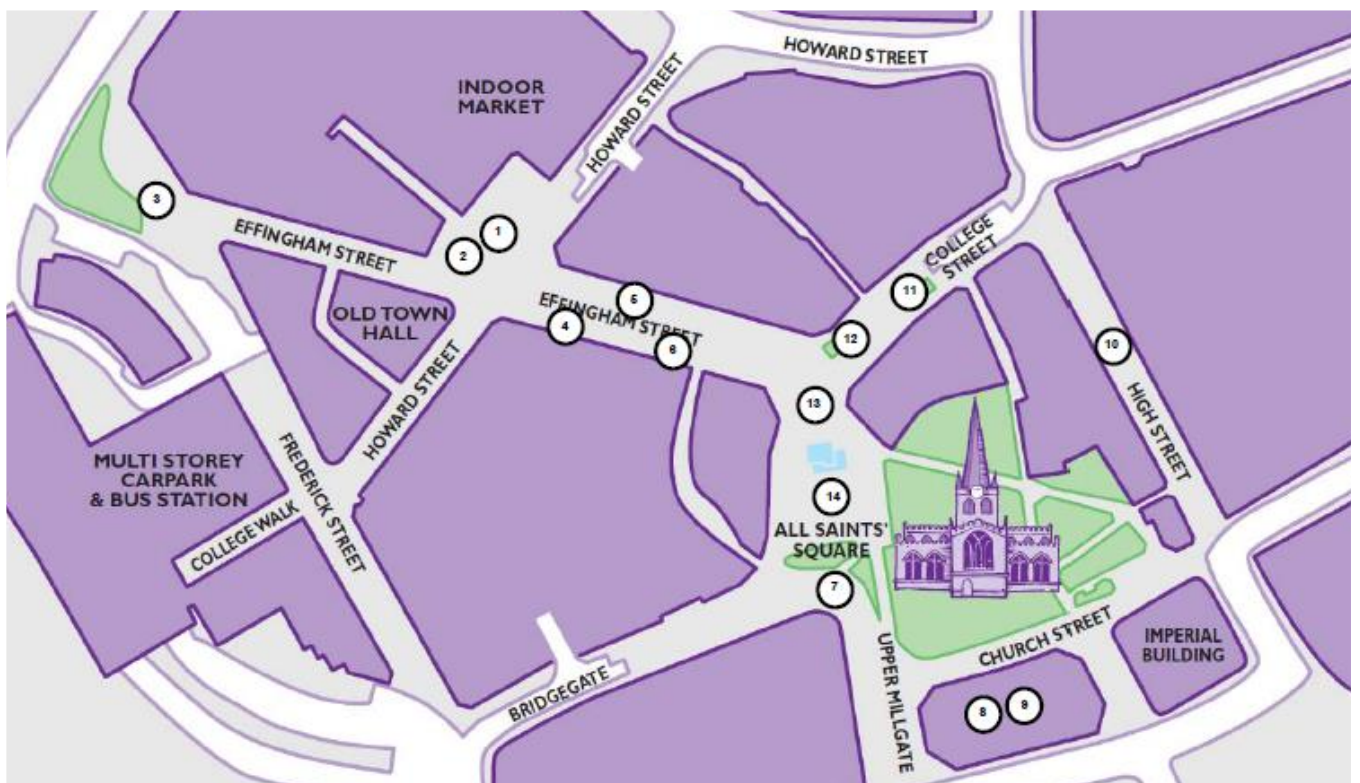 HOWARD STREET
INDOOR
MARKET
HOWARD STREET
3
EFFINGHAM STREET
1
2
COLLEGE
STREET
11
5
EFFINGHAM STREET
4
6
12
OLD TOWN
HALL
HOWARD STREET
10
HIGH STREET
13
MULTI STOREY
CARPARK
& BUS STATION
FREDERICK STREET
COLLEGE WALK
14
ALL SAINTS'
SQUARE
7
UPPER MILLGATE
CHURCH STREET
IMPERIAL
BUILDING
BRIDGEGATE
8
9